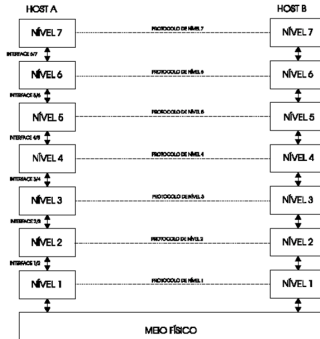 HOST A HOST B
NÍVEL 7 PROTOCOLO DE NÍVEL 7 NÍVEL 7
INTERFACE 6/7
NÍVEL 6 PROTOCOLO DE NÍVEL 6 NÍVEL 6
INTERFACE 5/6
NÍVEL 5 PROTOCOLO DE NÍVEL 5 NÍVEL 5
INTERFACE 4/5
NÍVEL 4 PROTOCOLO DE NÍVEL 4 NÍVEL 4
INTERFACE 3/4
NÍVEL 3 PROTOCOLO DE NÍVEL 3 NÍVEL 3
INTERFACE 2/3
NÍVEL 2 PROTOCOLO DE NÍVEL 2 NÍVEL 2
INTERFACE 1/2
NÍVEL 1 PROTOCOLO DE NÍVEL 1 NÍVEL 1
MEIO FÍSICO